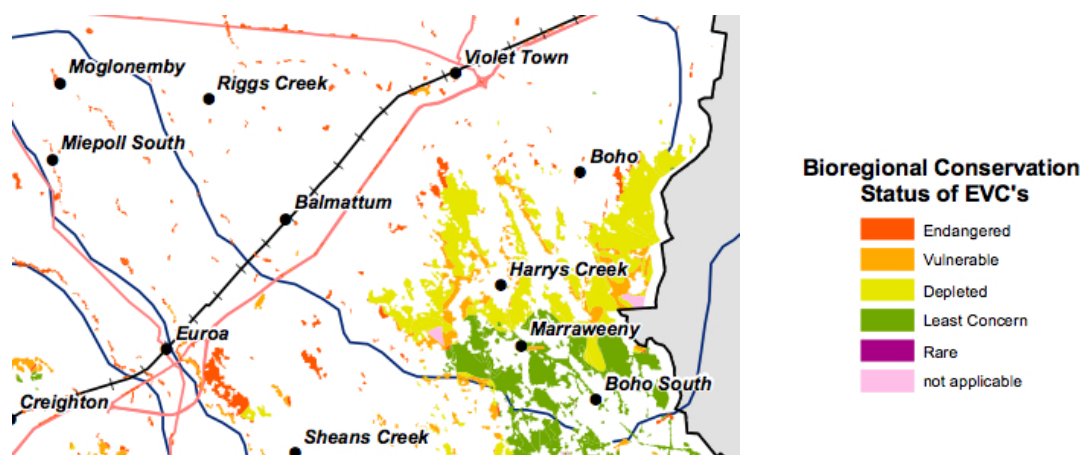 Violet Town
Moglonemby
Riggs Creek
Miepoll South
Boho
Balmattum
Harrys Creek
Euroa
Marraweeny
Boho South
Creighton
Sheans Creek
Bioregional Conservation
Status of EVC's
Endangered
Vulnerable
Depleted
Least Concern
Rare
not applicable